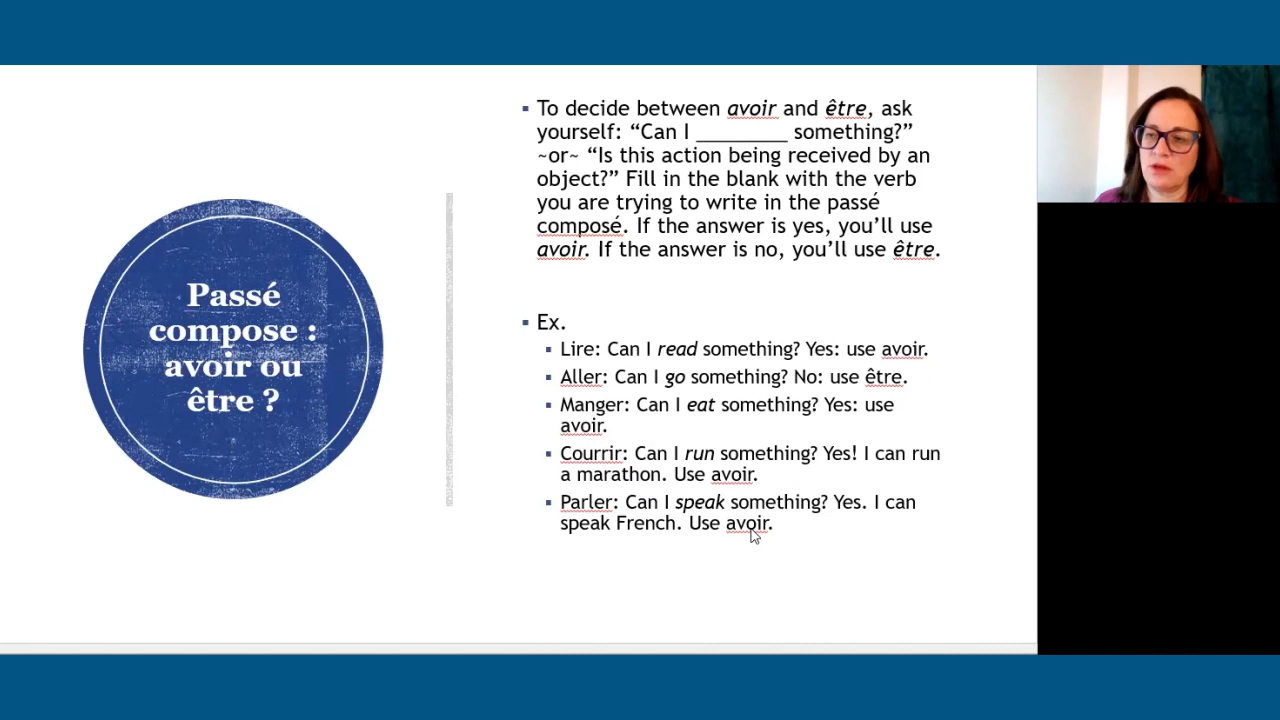 Passé
compose :
avoir ou
être ?
▪ To decide between avoir and être, ask
yourself: “Can I _________ something?”
~or~ “Is this action being received by an
object?” Fill in the blank with the verb
you are trying to write in the passé
composé. If the answer is yes, you’ll use
avoir. If the answer is no, you’ll use être.
▪ Ex.
▪ Lire: Can I read something? Yes: use avoir.
▪ Aller: Can I go something? No: use être.
▪ Manger: Can I eat something? Yes: use
avoir.
▪ Courrir: Can I run something? Yes! I can run
a marathon. Use avoir.
▪ Parler: Can I speak something? Yes. I can
speak French. Use avoir.